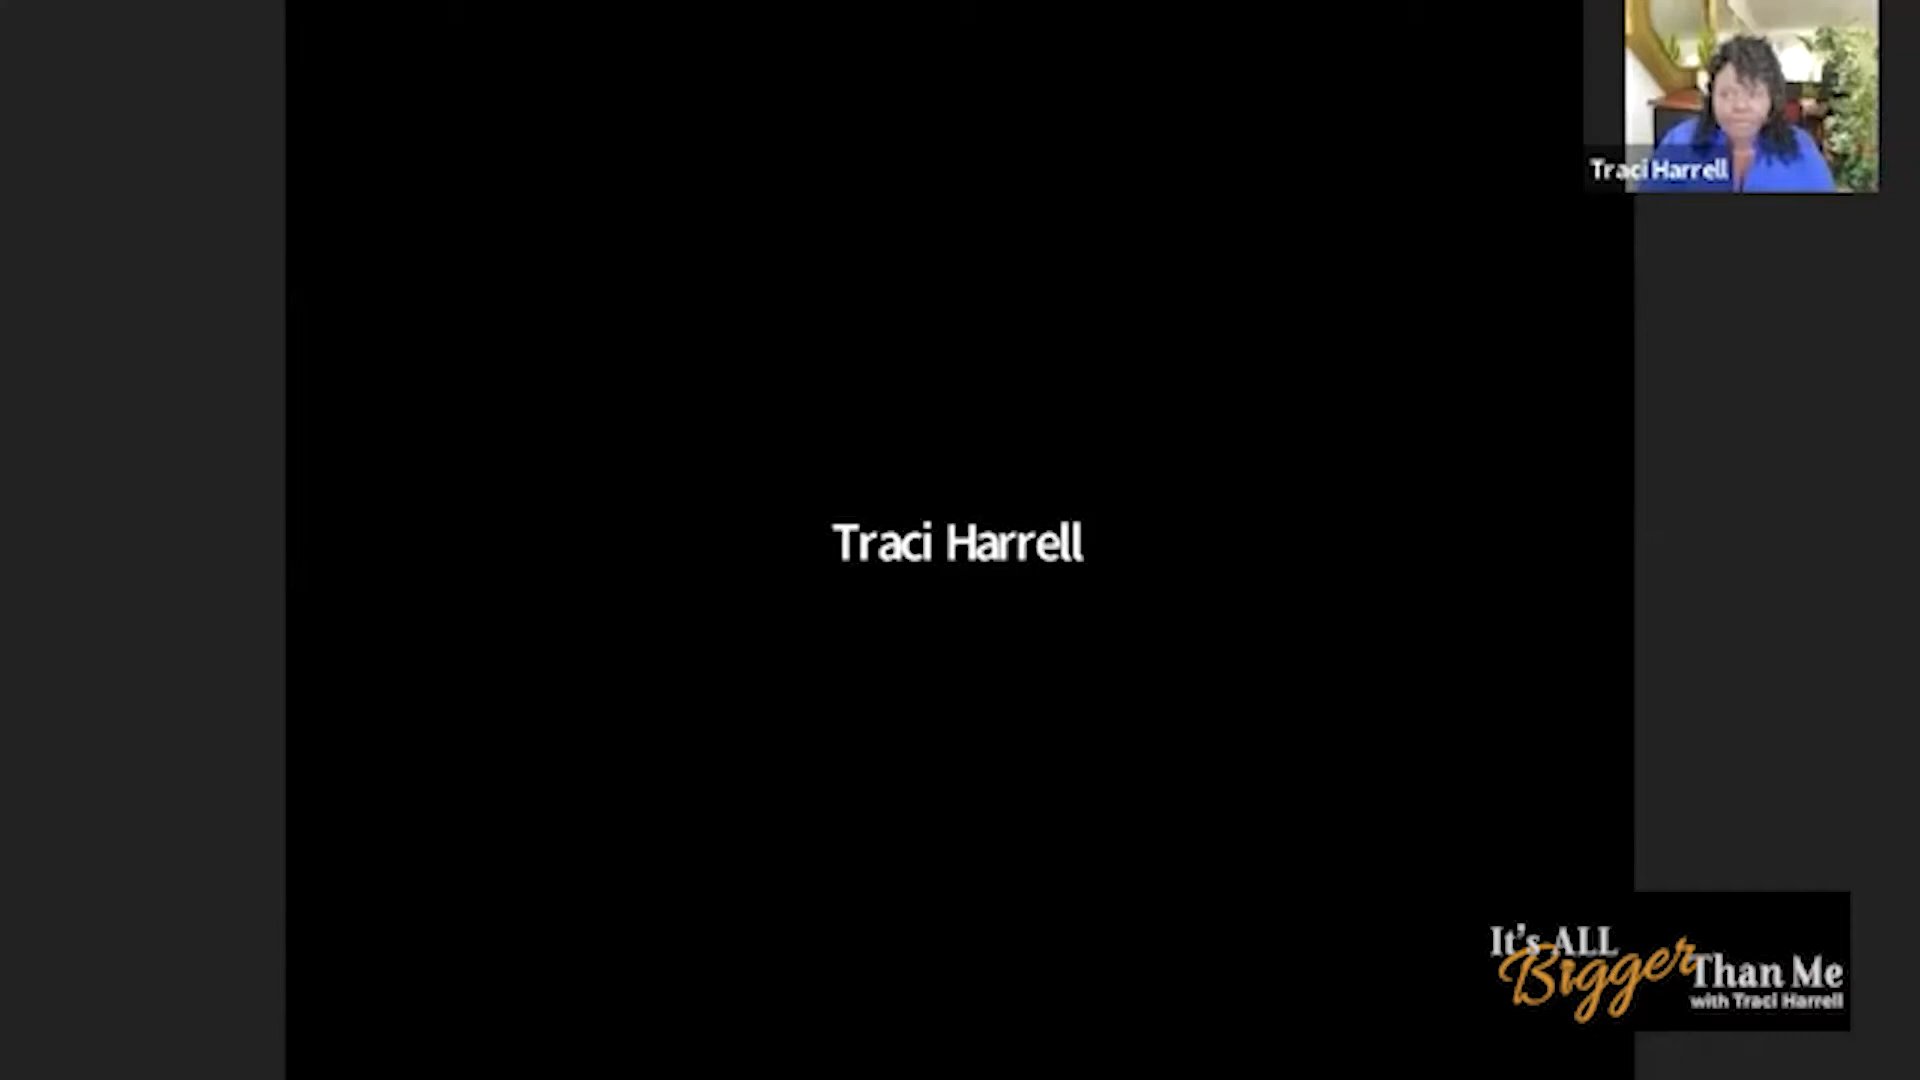 Traci Harrell
Traci Harrell
It's ALL
Bigger
Than Me
with Traci Harrell